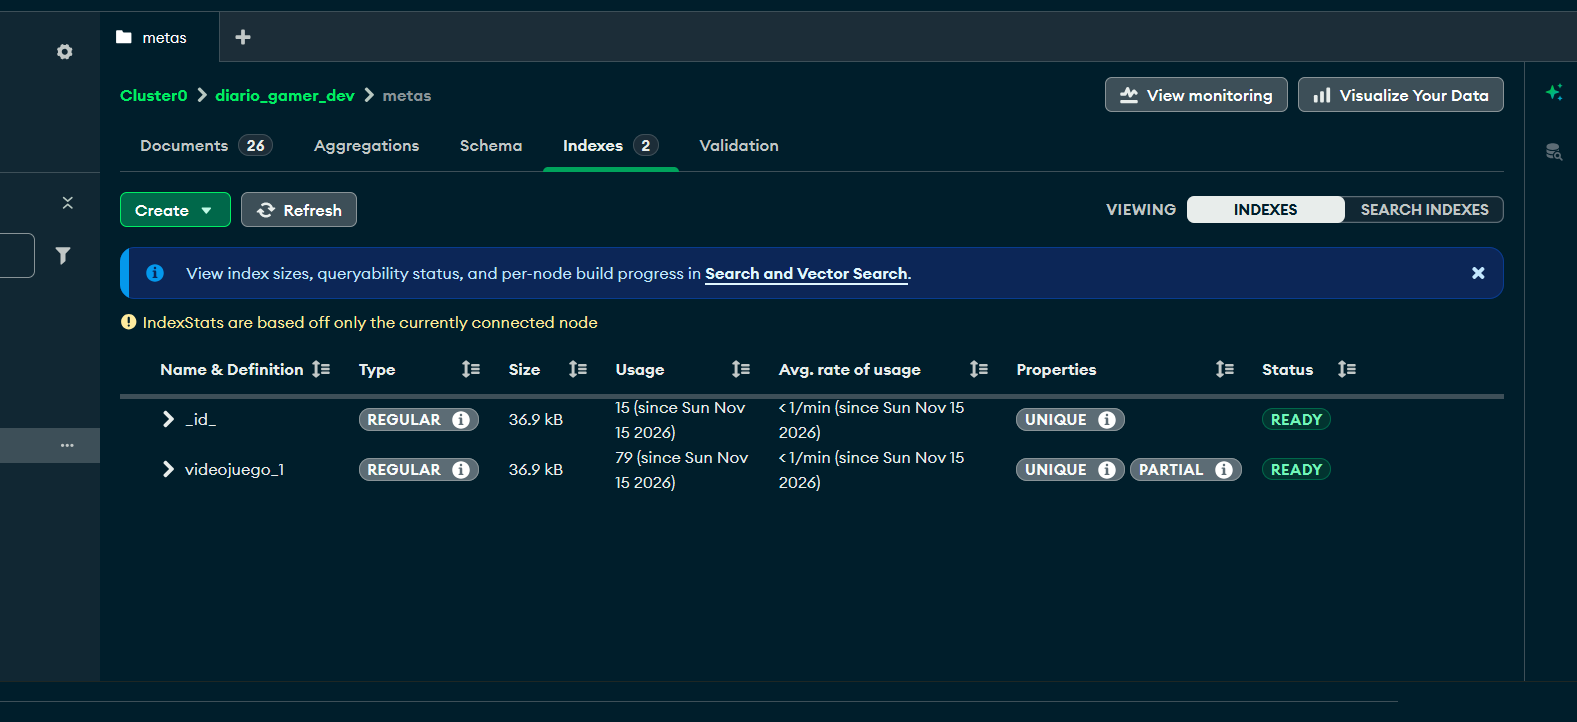 metas
Cluster0 > diario_gamer_dev > metas
View monitoring
Visualize Your Data
Documents 26
Aggregations
Schema
Indexes 2
Validation
Create
Refresh
VIEWING
INDEXES
SEARCH INDEXES
View index sizes, queryability status, and per-node build progress in Search and Vector Search.
IndexStats are based off only the currently connected node
Name & Definition
Type
Size
Usage
Avg. rate of usage
Properties
Status
_id_
REGULAR
36.9 kB
15 (since Sun Nov
15 2026)
<1/min (since Sun Nov 15
2026)
UNIQUE
READY
videojuego_1
REGULAR
36.9 kB
79 (since Sun Nov
15 2026)
<1/min (since Sun Nov 15
2026)
UNIQUE
PARTIAL
READY